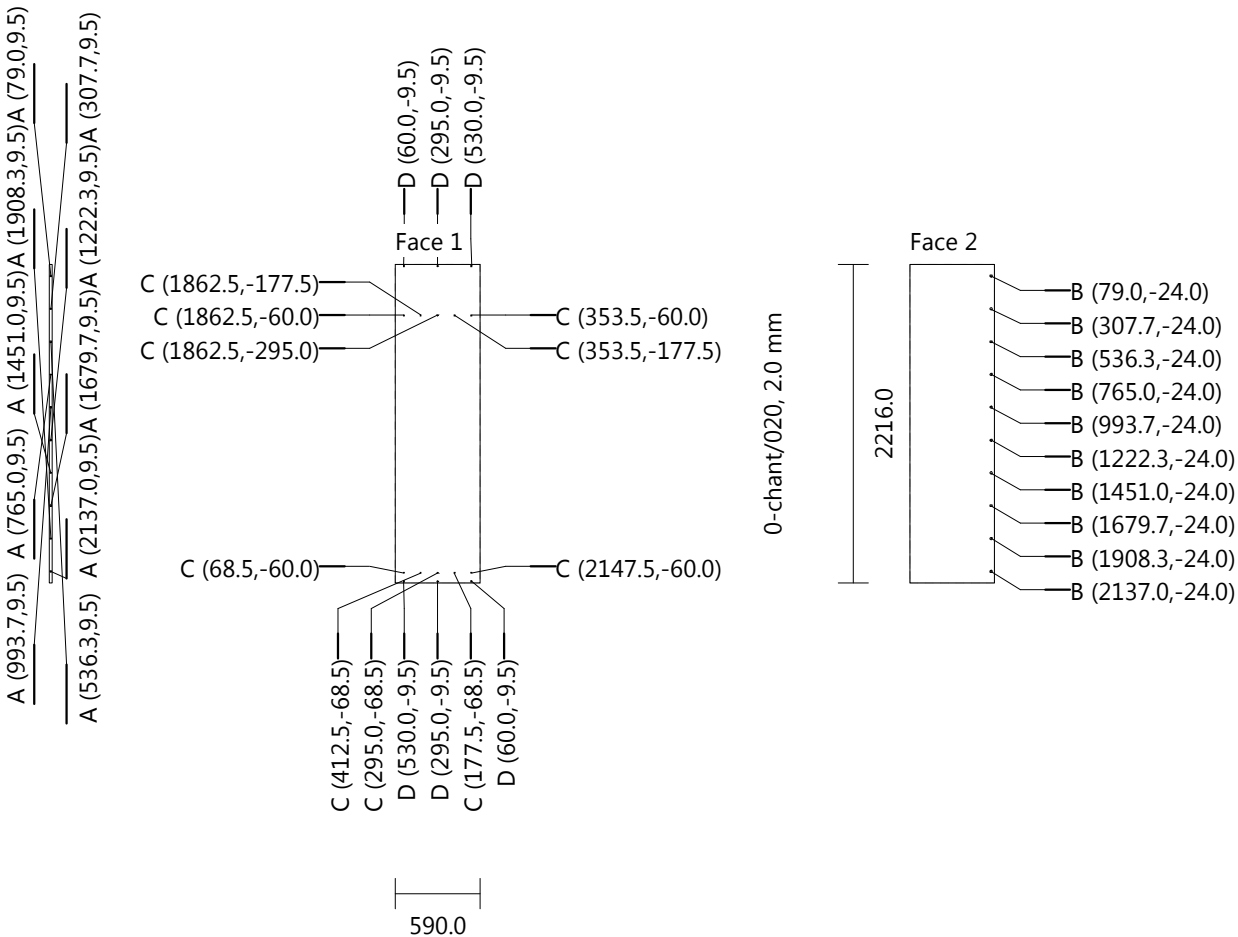 A (993.7,9.5) A (765.0,9.5) A (1451.0,9.5)A (1908.3,9.5)A (79.0,9.5)
A (536.3,9.5) A (2137.0,9.5)A (1679.7,9.5)A (1222.3,9.5)A (307.7,9.5)
D (60.0,-9.5)
D (295.0,-9.5)
D (530.0,-9.5)
Face 1
C (1862.5,-177.5)
C (1862.5,-60.0)
C (1862.5,-295.0)
C (353.5,-60.0)
C (353.5,-177.5)
C (68.5,-60.0)
C (2147.5,-60.0)
C (412.5,-68.5)
C (295.0,-68.5)
D (530.0,-9.5)
D (295.0,-9.5)
C (177.5,-68.5)
D (60.0,-9.5)
590.0
0-chant/020, 2.0 mm
2216.0
Face 2
B (79.0,-24.0)
B (307.7,-24.0)
B (536.3,-24.0)
B (765.0,-24.0)
B (993.7,-24.0)
B (1222.3,-24.0)
B (1451.0,-24.0)
B (1679.7,-24.0)
B (1908.3,-24.0)
B (2137.0,-24.0)